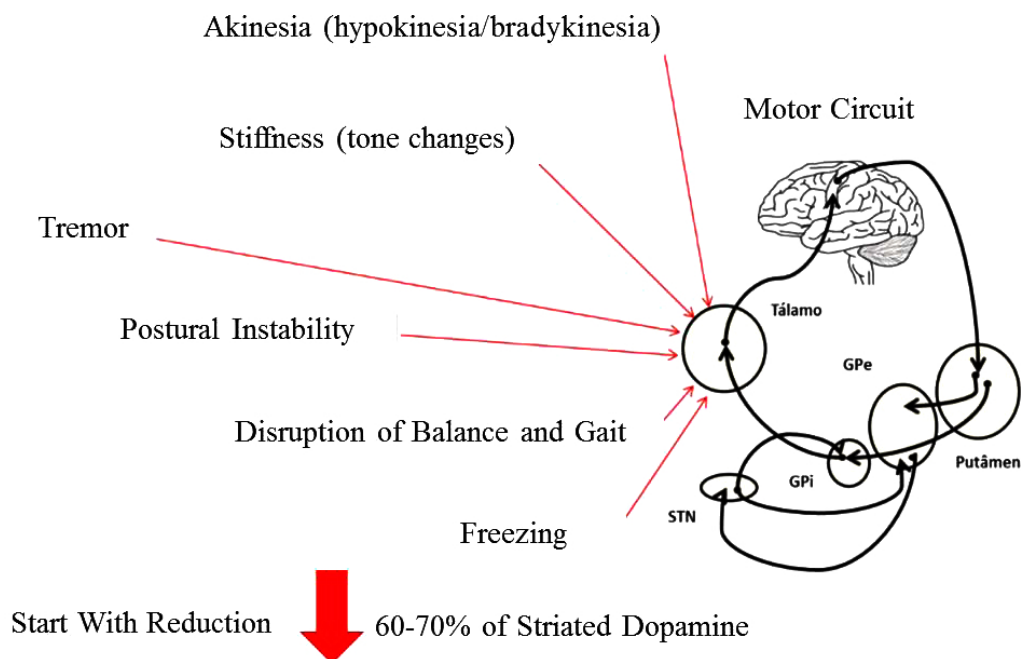 Akinesia (hypokinesia/bradykinesia)
Motor Circuit
Stiffness (tone changes)
Tremor
Tálamo
Postural Instability
GPe
Disruption of Balance and Gait
Putâmen
GPi
STN
Freezing
Start With Reduction 60-70% of Striated Dopamine